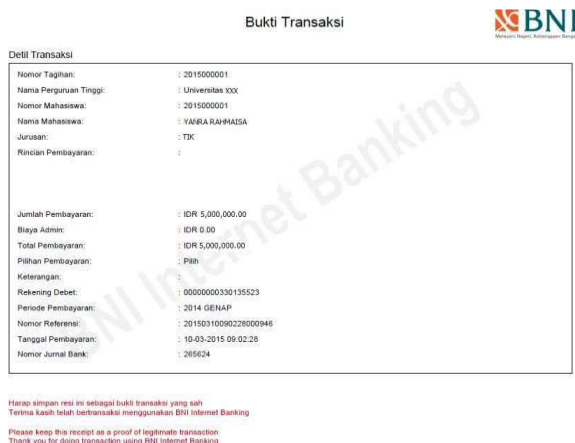 Bukti Transaksi
BNI
Melayani Negeri, Kebanggaan Bangsa
Detil Transaksi
Nomor Tagihan: : 2015000001
Nama Perguruan Tinggi: : Universitas XXX
Nomor Mahasiswa: : 2015000001
Nama Mahasiswa: : YANRA RAHMAISA
Jurusan: : TIK
Rincian Pembayaran: :
Jumlah Pembayaran: : IDR 5,000,000.00
Biaya Admin: : IDR 0.00
Total Pembayaran: : IDR 5,000,000.00
Pilihan Pembayaran: : Pilih
Keterangan: :
Rekening Debet: : 00000000330135523
Periode Pembayaran: : 2014 GENAP
Nomor Referensi: : 20150310090228000946
Tanggal Pembayaran: : 10-03-2015 09:02:28
Nomor Jurnal Bank: : 265624
BNI Internet Banking
Harap simpan resi ini sebagai bukti transaksi yang sah
Terima kasih telah bertransaksi menggunakan BNI Internet Banking
Please keep this receipt as a proof of legitimate transaction
Thank you for doing transaction using BNI Internet Banking